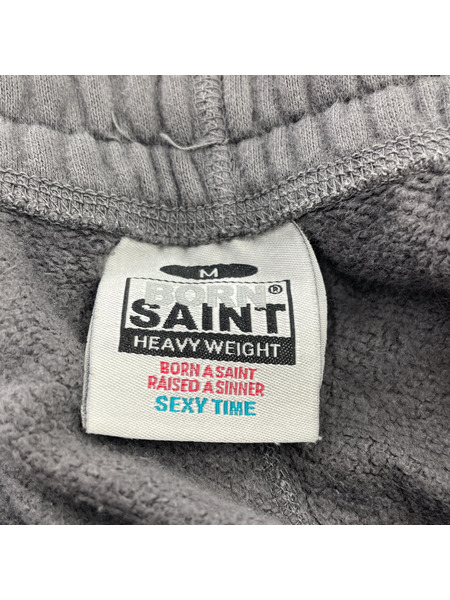 M
BORN®
SAINT
HEAVY WEIGHT
BORN A SAINT
RAISED A SINNER
SEXY TIME